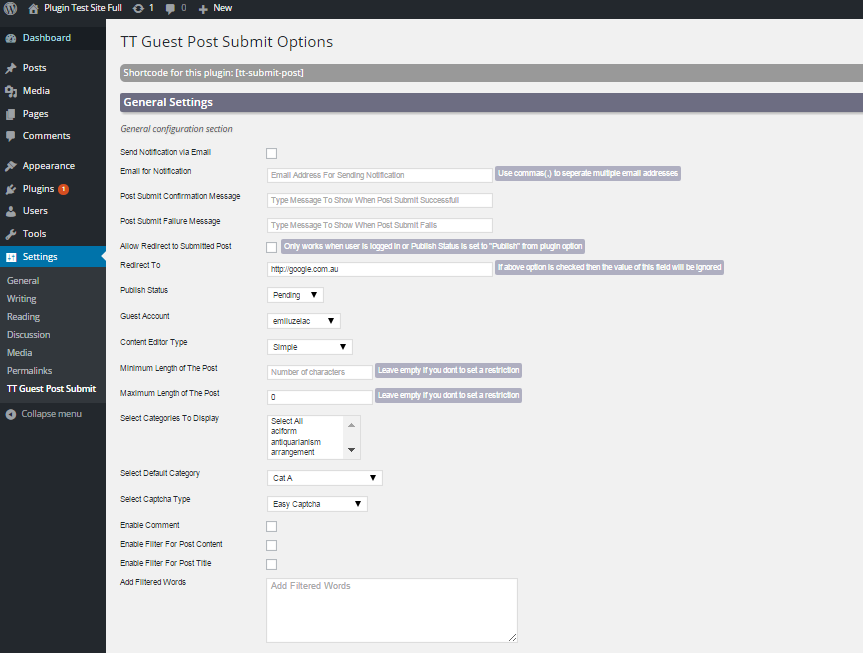 Plugin Test Site Full 1 0 New
Dashboard
Posts
Media
Pages
Comments
Appearance
Plugins 1
Users
Tools
Settings
General
Writing
Reading
Discussion
Media
Permalinks
TT Guest Post Submit
Collapse menu
TT Guest Post Submit Options
Shortcode for this plugin: [tt-submit-post]
General Settings
General configuration section
Send Notification via Email
Email for Notification Email Address For Sending Notification Use commas(,) to seperate multiple email addresses
Post Submit Confirmation Message Type Message To Show When Post Submit Successfull
Post Submit Failure Message Type Message To Show When Post Submit Fails
Allow Redirect to Submitted Post Only works when user is logged in or Publish Status is set to "Publish" from plugin option
Redirect To http://google.com.au If above option is checked then the value of this field will be ignored
Publish Status Pending
Guest Account emiluzelac
Content Editor Type Simple
Minimum Length of The Post Number of characters Leave empty if you dont to set a restriction
Maximum Length of The Post 0 Leave empty if you dont to set a restriction
Select Categories To Display Select All
aciform
antiquarianism
arrangement
Select Default Category Cat A
Select Captcha Type Easy Captcha
Enable Comment
Enable Filter For Post Content
Enable Filter For Post Title
Add Filtered Words Add Filtered Words